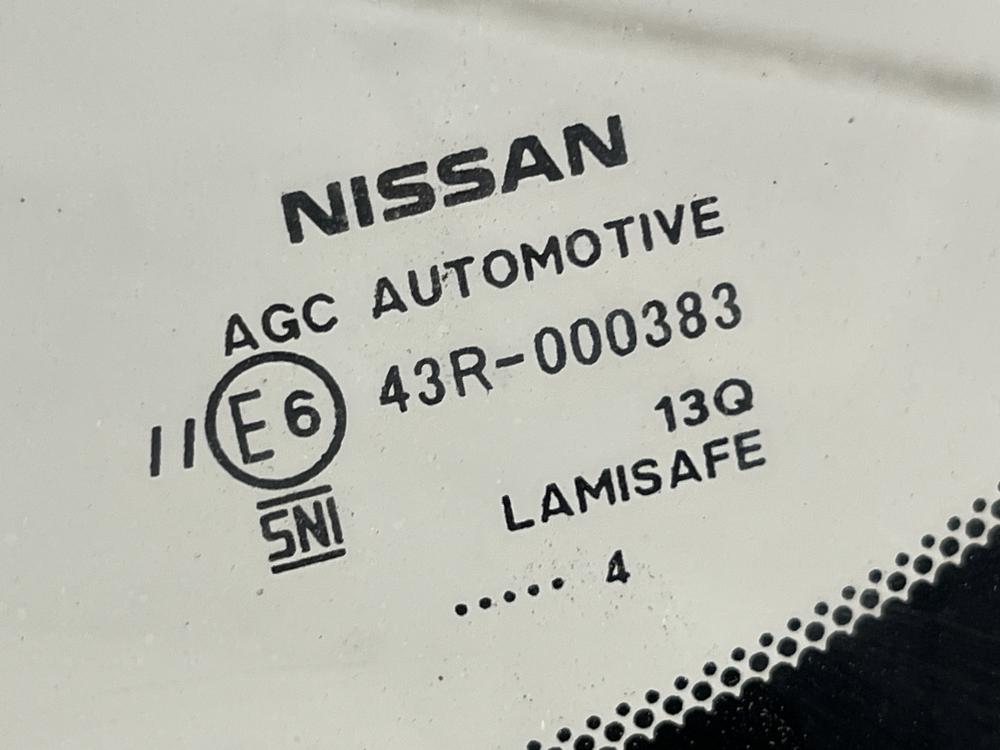 NISSAN
AGC AUTOMOTIVE
II E6 43R-000383
13Q
SNI LAMISAFE
..... 4